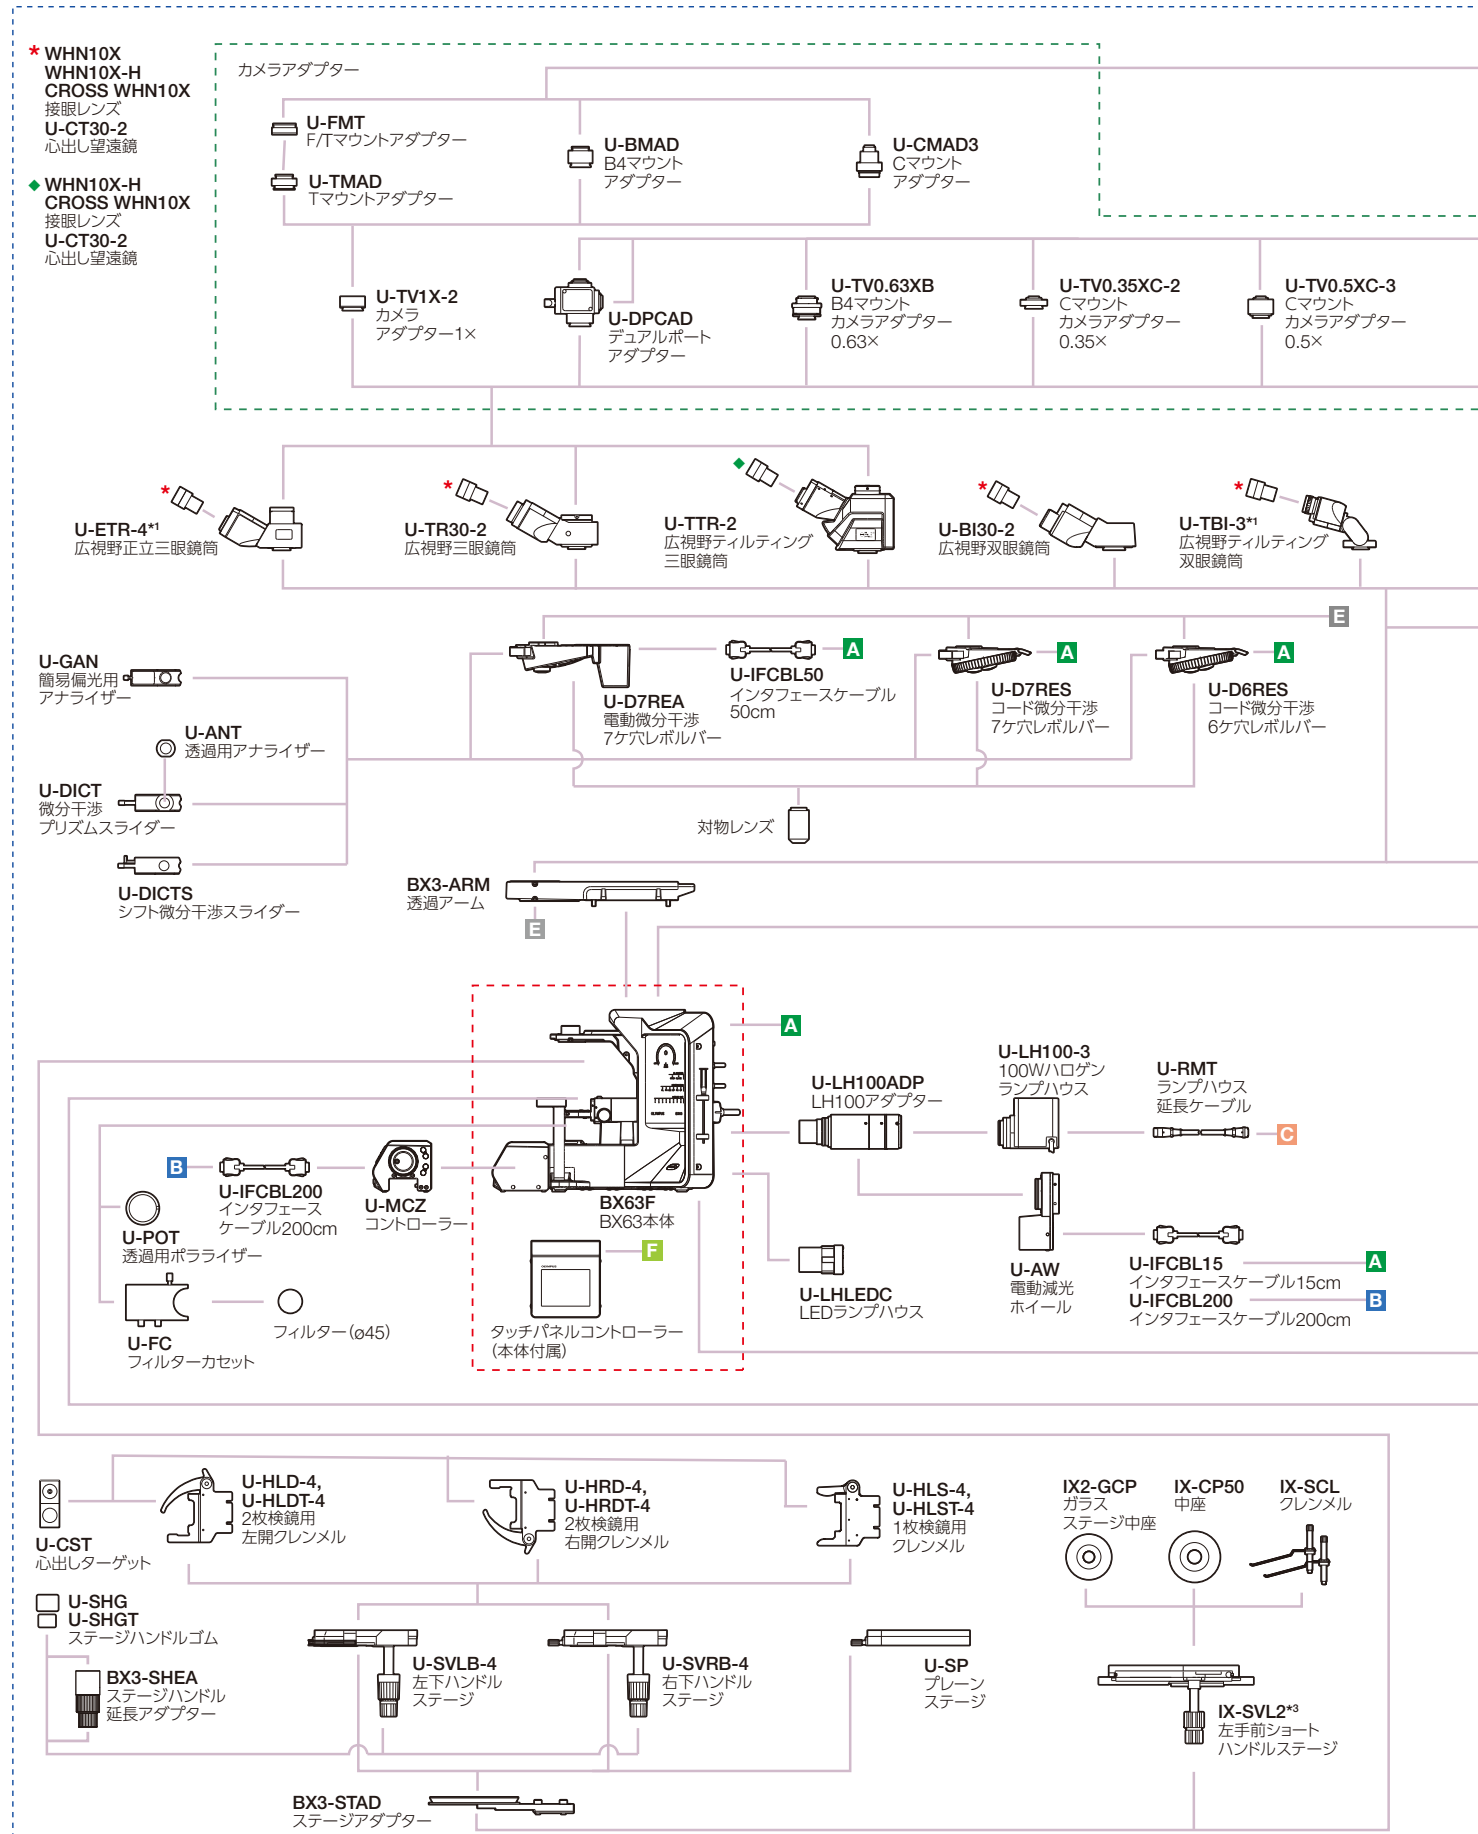 * WHN10X
WHN10X-H
CROSS WHN10X
接眼レンズ
U-CT30-2
心出し望遠鏡
◆ WHN10X-H
CROSS WHN10X
接眼レンズ
U-CT30-2
心出し望遠鏡
カメラアダプター
U-FMT
F/Tマウントアダプター
U-TMAD
Tマウントアダプター
U-BMAD
B4マウント
アダプター
U-CMAD3
Cマウント
アダプター
U-TV1X-2
カメラ
アダプター1×
U-DPCAD
デュアルポート
アダプター
U-TV0.63XB
B4マウント
カメラアダプター
0.63×
U-TV0.35XC-2
Cマウント
カメラアダプター
0.35×
U-TV0.5XC-3
Cマウント
カメラアダプター
0.5×
*
U-ETR-4*1
広視野正立三眼鏡筒
*
U-TR30-2
広視野三眼鏡筒
◆
U-TTR-2
広視野ティルティング
三眼鏡筒
*
U-BI30-2
広視野双眼鏡筒
*
U-TBI-3*1
広視野ティルティング
双眼鏡筒
E
U-GAN
簡易偏光用
アナライザー
U-ANT
透過用アナライザー
U-DICT
微分干渉
プリズムスライダー
U-DICTS
シフト微分干渉スライダー
U-D7REA
電動微分干渉
7ケ穴レボルバー
A
U-IFCBL50
インタフェースケーブル
50cm
A
U-D7RES
コード微分干渉
7ケ穴レボルバー
A
U-D6RES
コード微分干渉
6ケ穴レボルバー
対物レンズ
BX3-ARM
透過アーム
E
A
U-LH100ADP
LH100アダプター
U-LH100-3
100Wハロゲン
ランプハウス
U-RMT
ランプハウス
延長ケーブル
C
B
U-IFCBL200
インタフェース
ケーブル200cm
U-MCZ
コントローラー
BX63F
BX63本体
U-POT
透過用ポラライザー
U-FC
フィルターカセット
フィルター(ø45)
F
タッチパネルコントローラー
(本体付属)
U-LHLEDC
LEDランプハウス
U-AW
電動減光
ホイール
U-IFCBL15
インタフェースケーブル15cm
A
U-IFCBL200
インタフェースケーブル200cm
B
U-CST
心出しターゲット
U-HLD-4,
U-HLDT-4
2枚検鏡用
左開クレンメル
U-HRD-4,
U-HRDT-4
2枚検鏡用
右開クレンメル
U-HLS-4,
U-HLST-4
1枚検鏡用
クレンメル
IX2-GCP
ガラス
ステージ中座
IX-CP50
中座
IX-SCL
クレンメル
U-SHG
U-SHGT
ステージハンドルゴム
BX3-SHEA
ステージハンドル
延長アダプター
U-SVLB-4
左下ハンドル
ステージ
U-SVRB-4
右下ハンドル
ステージ
U-SP
プレーン
ステージ
IX-SVL2*3
左手前ショート
ハンドルステージ
BX3-STAD
ステージアダプター